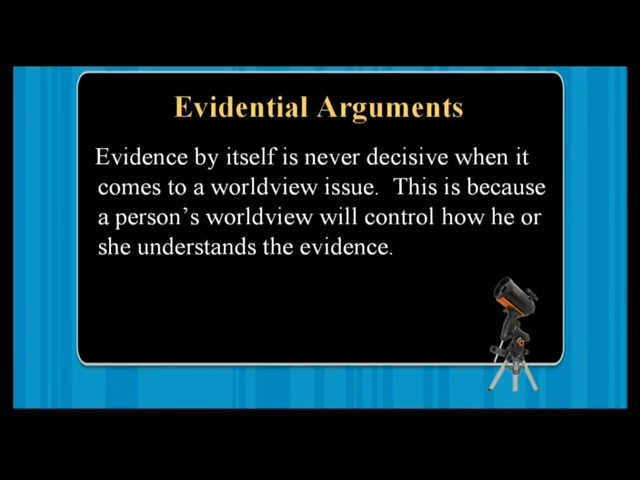 Evidential Arguments
Evidence by itself is never decisive when it
comes to a worldview issue.  This is because
a person's worldview will control how he or
she understands the evidence.